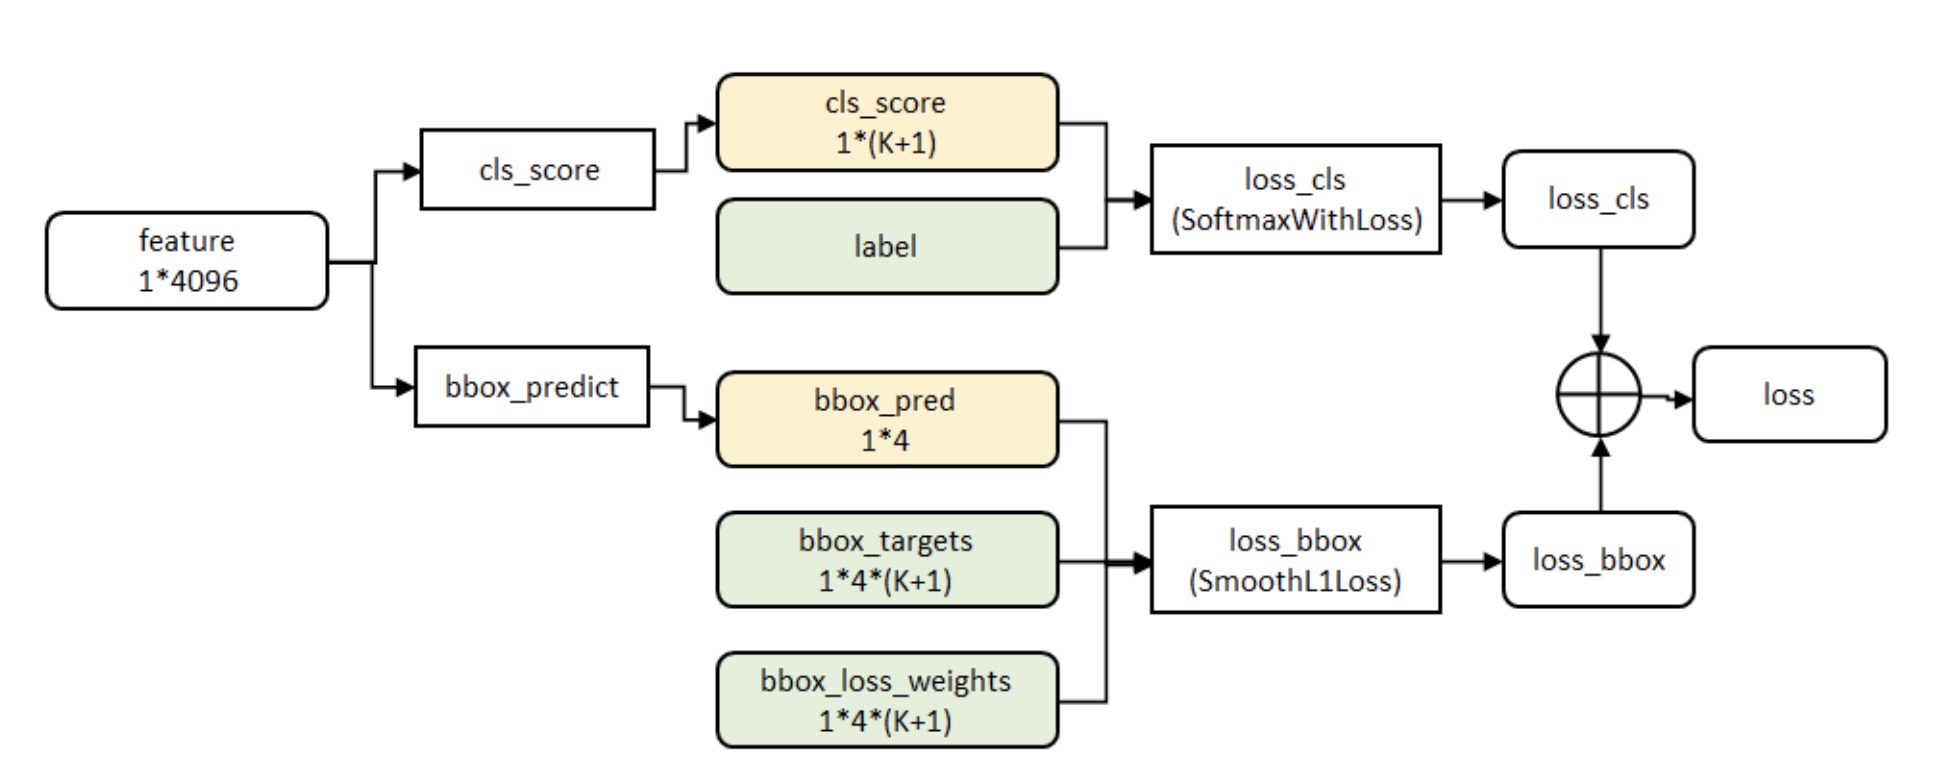 feature
1*4096
cls_score
bbox_predict
cls_score
1*(K+1)
label
bbox_pred
1*4
bbox_targets
1*4*(K+1)
bbox_loss_weights
1*4*(K+1)
loss_cls
(SoftmaxWithLoss)
loss_bbox
(SmoothL1Loss)
loss_cls
loss_bbox
loss